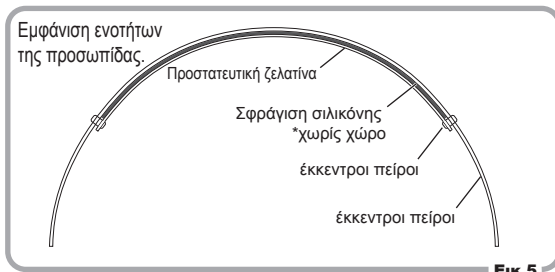 Εμφάνιση ενοτήτων
της προσωπίδας.
Προστατευτική ζελατίνα
Σφράγιση σιλικόνης
*χωρίς χώρο
έκκεντροι πείροι
έκκεντροι πείροι
Εικ 5